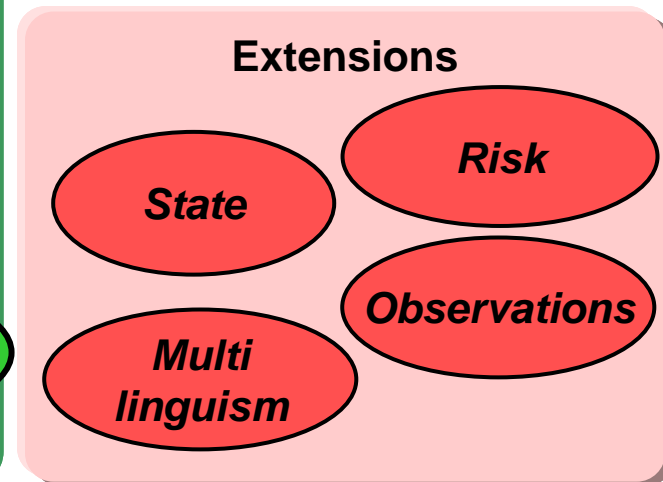 Extensions
Risk
State
Observations
Multi
linguism